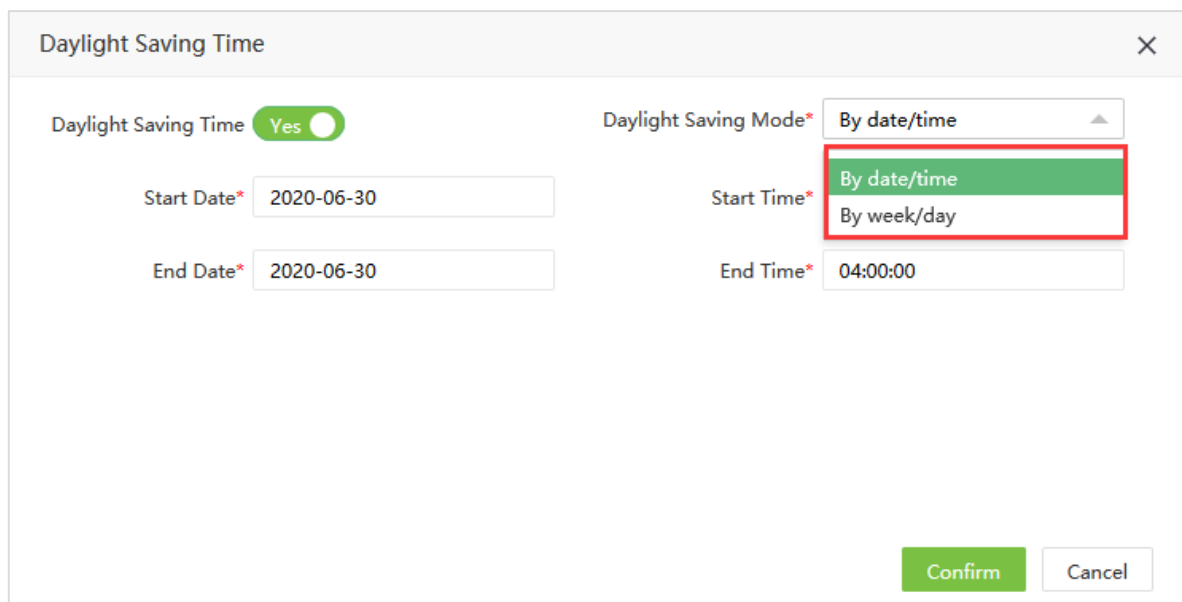 Daylight Saving Time
Daylight Saving Time Yes Daylight Saving Mode* By date/time
By date/time
Start Date* 2020-06-30 Start Time*
By week/day
End Date* 2020-06-30 End Time* 04:00:00
Confirm Cancel